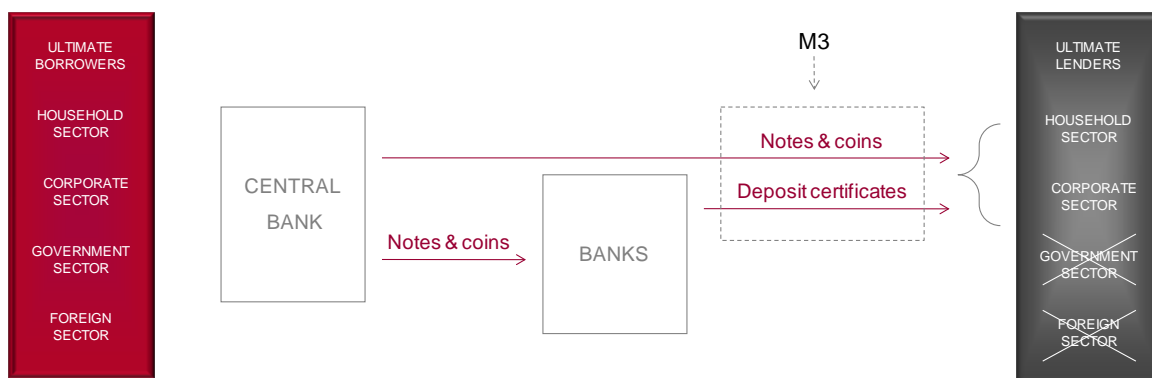 ULTIMATE
BORROWERS
HOUSEHOLD
SECTOR
CORPORATE
SECTOR
GOVERNMENT
SECTOR
FOREIGN
SECTOR
CENTRAL
BANK
Notes & coins
BANKS
M3
Notes & coins
Deposit certificates
ULTIMATE
LENDERS
HOUSEHOLD
SECTOR
CORPORATE
SECTOR
GOVERNMENT
SECTOR
FOREIGN
SECTOR